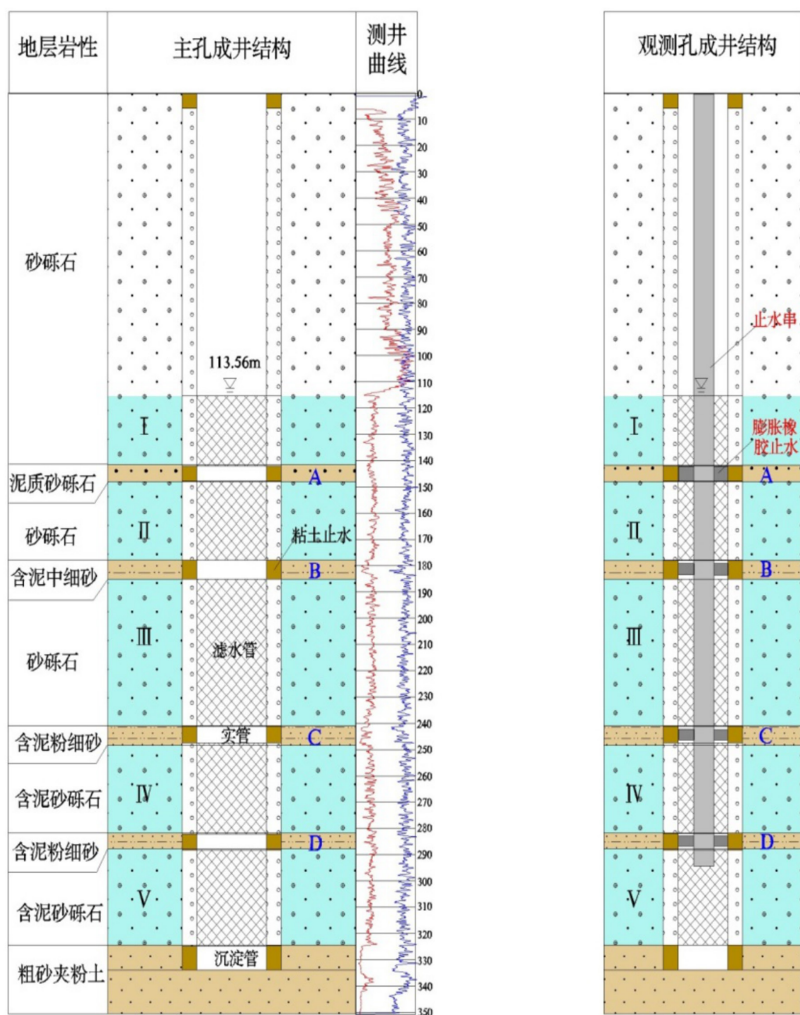 地层岩性
主孔成井结构
测井
曲线
观测孔成井结构
0
10
20
30
40
50
60
70
80
90
100
110
120
130
140
150
160
170
180
190
200
210
220
230
240
250
260
270
280
290
300
310
320
330
340
350
砂砾石
泥质砂砾石
砂砾石
含泥中细砂
砂砾石
含泥粉细砂
含泥砂砾石
含泥粉细砂
含泥砂砾石
粗砂夹粉土
113.56m
Ⅰ
A
Ⅱ
粘土止水
B
Ⅲ
滤水管
实管
C
Ⅳ
D
Ⅴ
沉淀管
止水串
Ⅰ
膨胀橡
胶止水
A
Ⅱ
B
Ⅲ
C
Ⅳ
D
Ⅴ